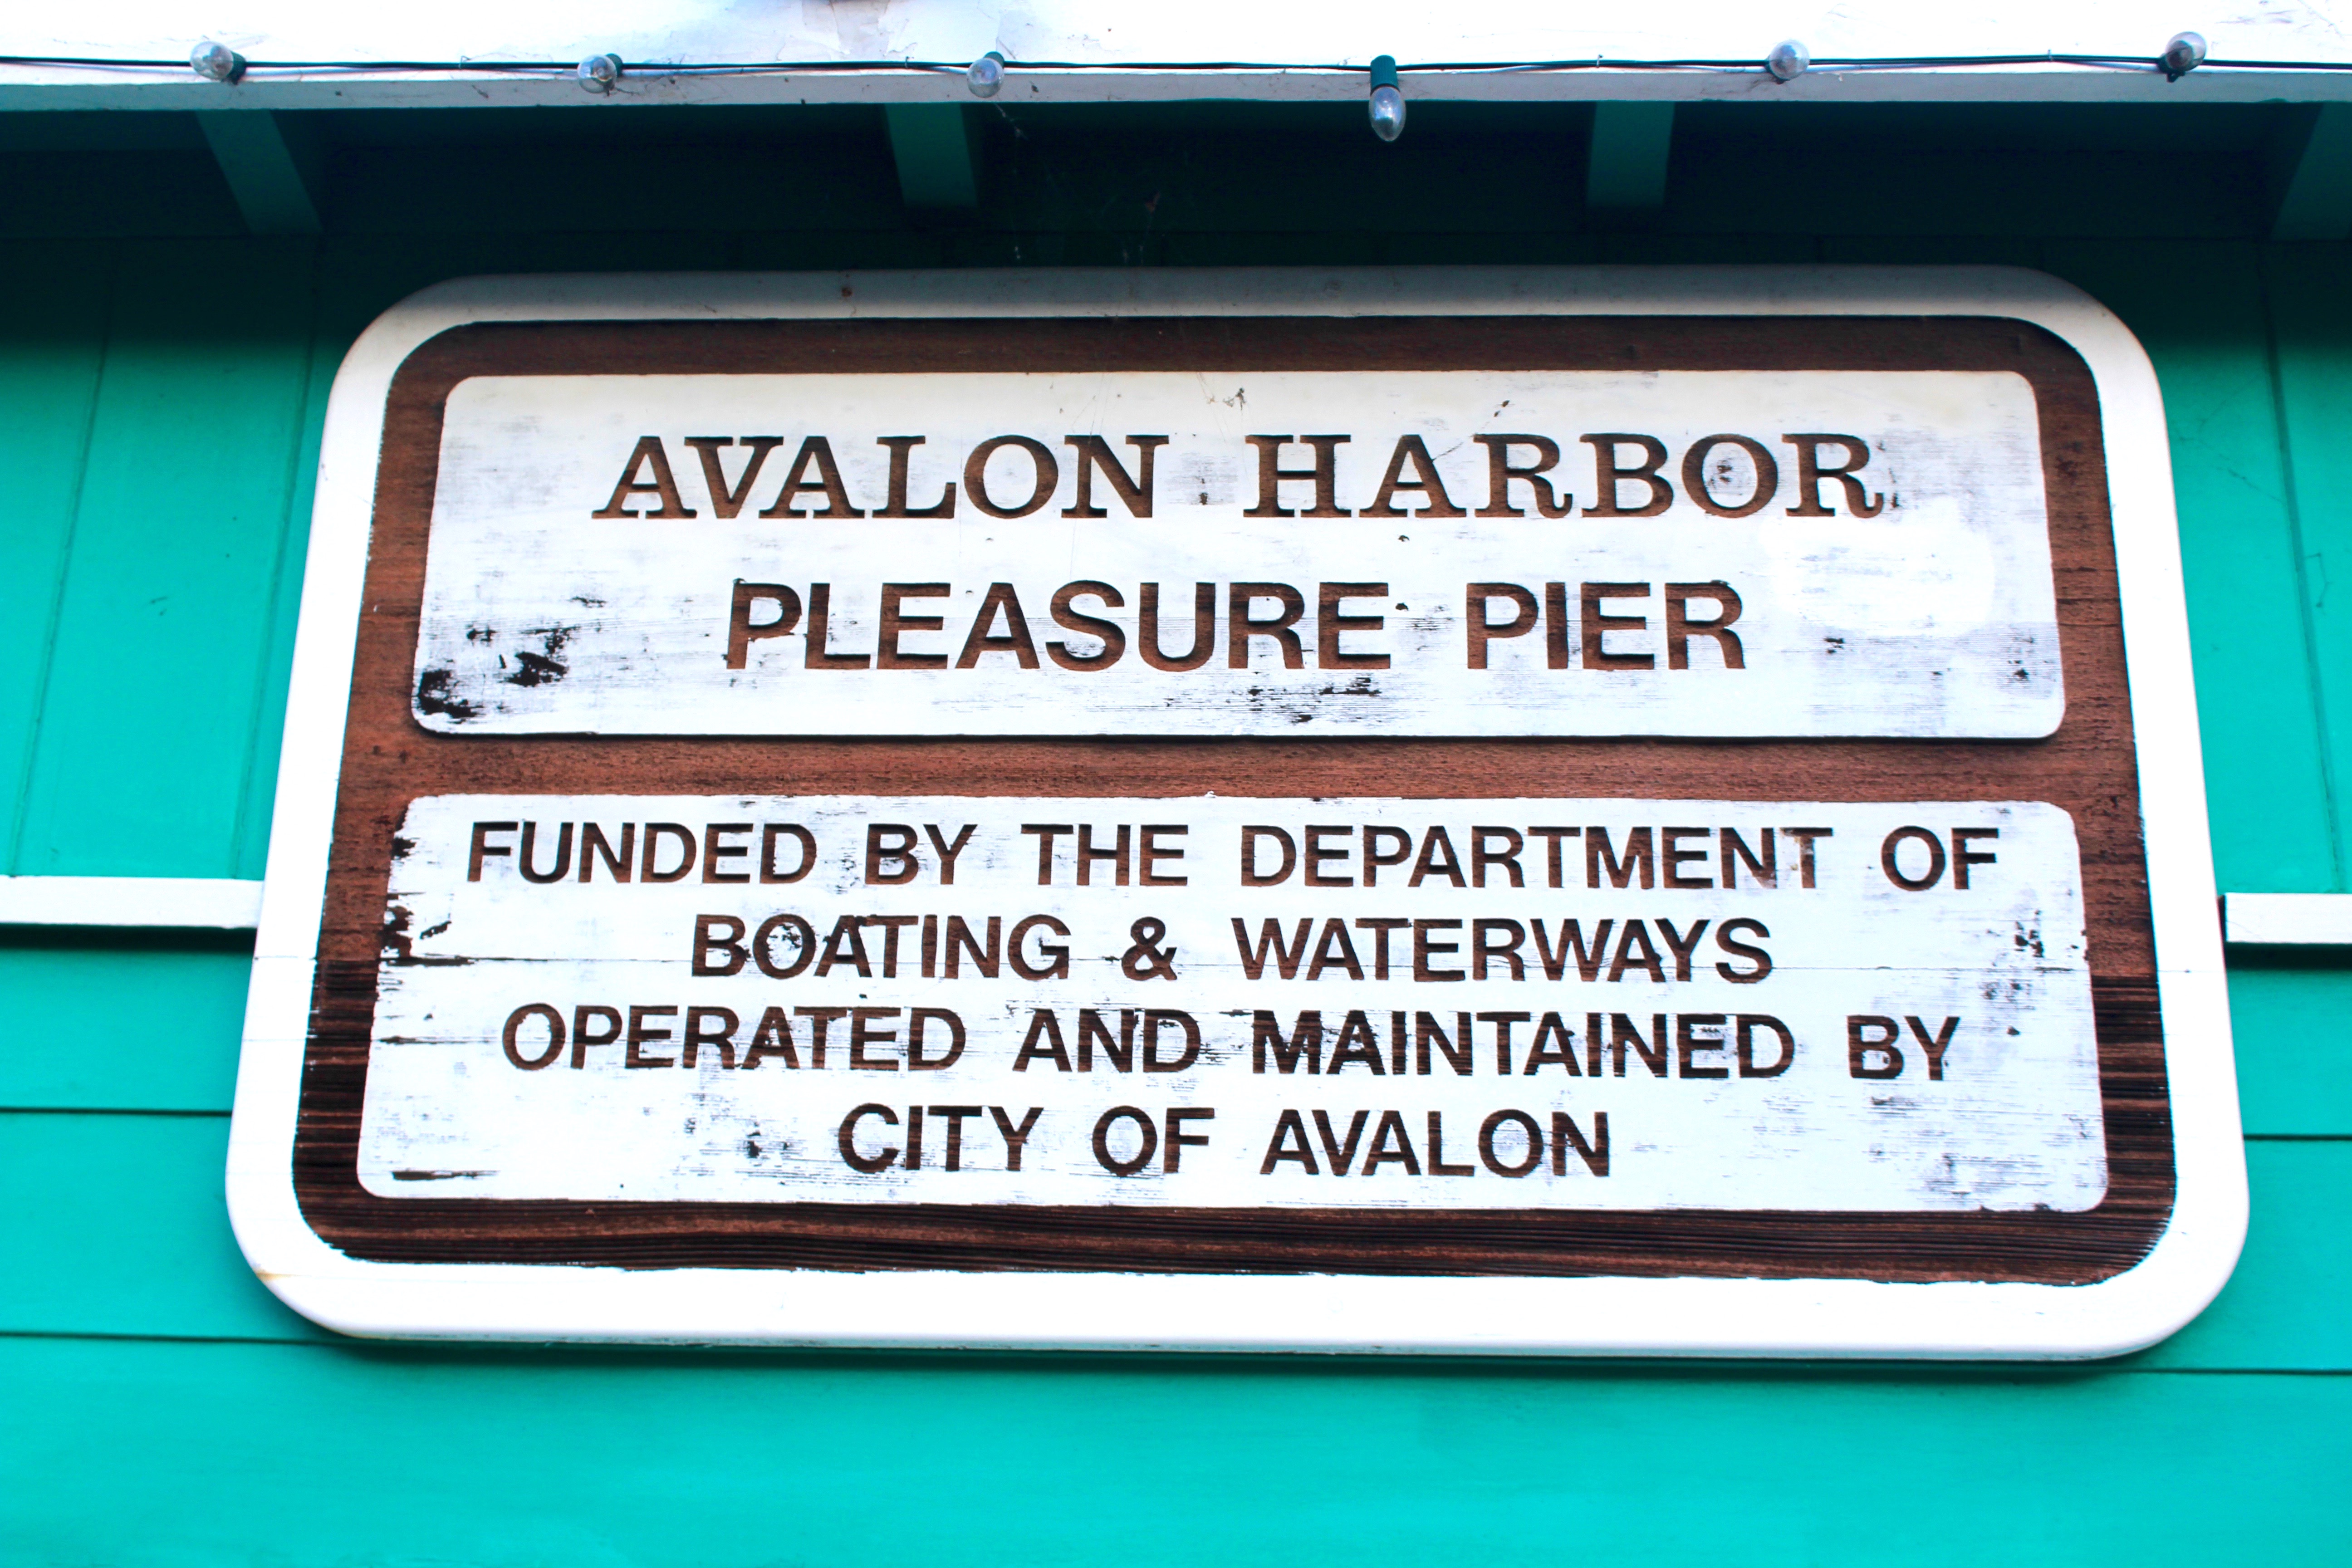 AVALON HARBOR
PLEASURE PIER
FUNDED BY THE DEPARTMENT OF
BOATING & WATERWAYS
OPERATED AND MAINTAINED BY
CITY OF AVALON